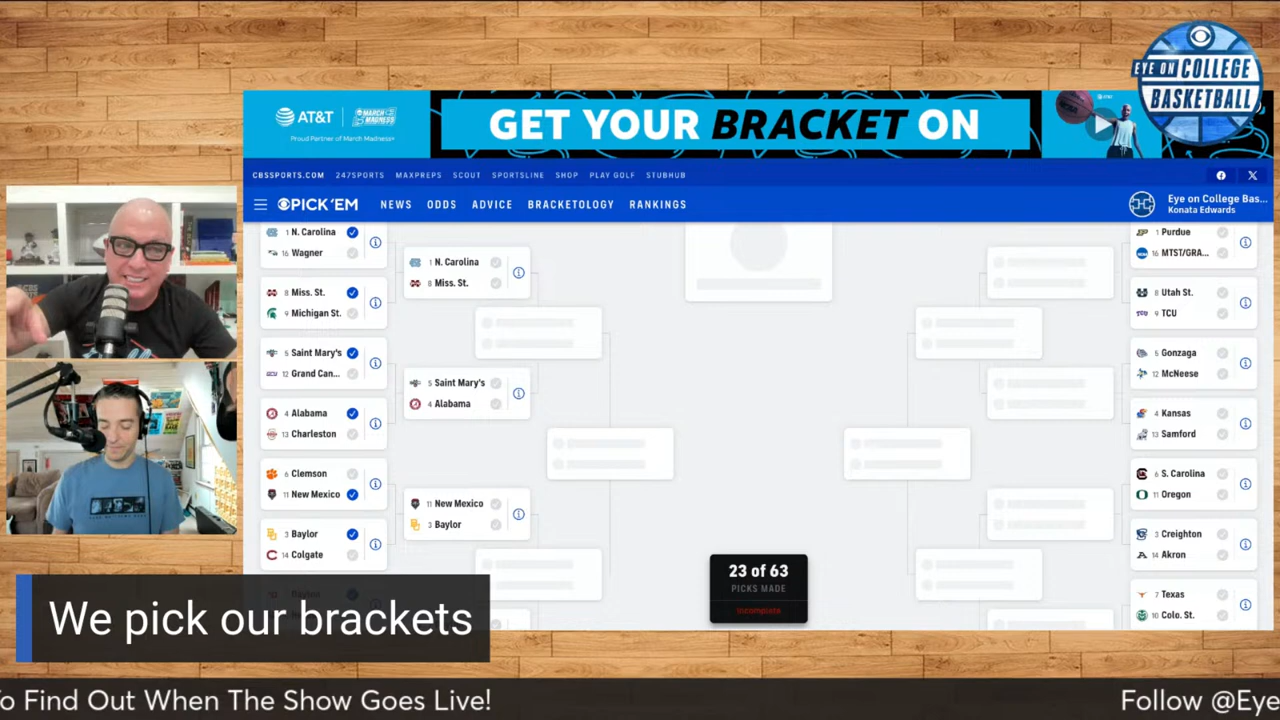 EYE ON COLLEGE
BASKETBALL
AT&T
MARCH MADNESS
Proud Partner of March Madness
GET YOUR BRACKET ON
AT&T
CBSSPORTS.COM 247SPORTS MAXPREPS SCOUT SPORTSLINE SHOP PLAY GOLF STUBHUB
PICK'EM NEWS ODDS ADVICE BRACKETOLOGY RANKINGS
Eye on College Bas...
Konata Edwards
1 N. Carolina
16 Wagner
8 Miss. St.
9 Michigan St.
5 Saint Mary's
12 Grand Can...
4 Alabama
13 Charleston
6 Clemson
11 New Mexico
3 Baylor
14 Colgate
1 N. Carolina
8 Miss. St.
5 Saint Mary's
4 Alabama
11 New Mexico
3 Baylor
23 of 63
PICKS MADE
Incomplete
1 Purdue
16 MTST/GRA...
8 Utah St.
9 TCU
5 Gonzaga
12 McNeese
4 Kansas
13 Samford
6 S. Carolina
11 Oregon
3 Creighton
14 Akron
7 Texas
10 Colo. St.
We pick our brackets
o Find Out When The Show Goes Live!
Follow @Eye